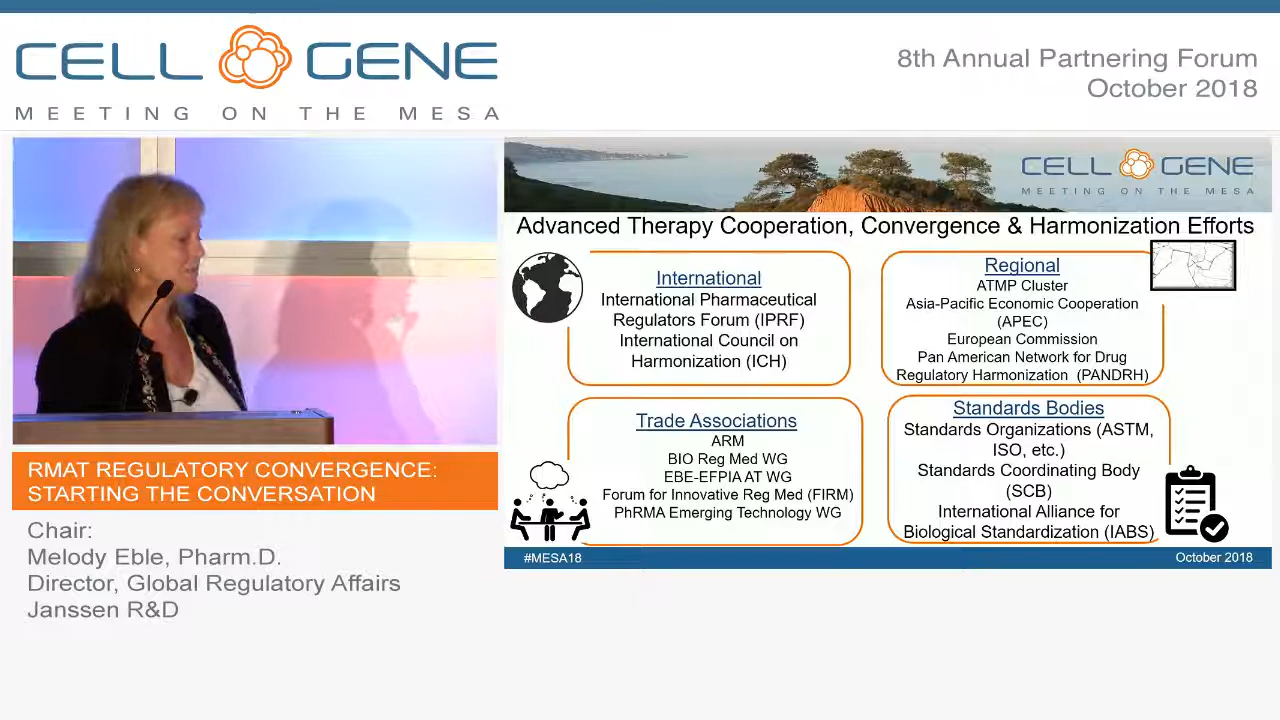 CELL GENE
MEETING ON THE MESA
8th Annual Partnering Forum
October 2018
CELL GENE
MEETING ON THE MESA
Advanced Therapy Cooperation, Convergence & Harmonization Efforts
International
International Pharmaceutical
Regulators Forum (IPRF)
International Council on
Harmonization (ICH)
Regional
ATMP Cluster
Asia-Pacific Economic Cooperation
(APEC)
European Commission
Pan American Network for Drug
Regulatory Harmonization (PANDRH)
Trade Associations
ARM
BIO Reg Med WG
EBE-EFPIA AT WG
Forum for Innovative Reg Med (FIRM)
PhRMA Emerging Technology WG
Standards Bodies
Standards Organizations (ASTM,
ISO, etc.)
Standards Coordinating Body
(SCB)
International Alliance for
Biological Standardization (IABS)
#MESA18
October 2018
RMAT REGULATORY CONVERGENCE:
STARTING THE CONVERSATION
Chair:
Melody Eble, Pharm.D.
Director, Global Regulatory Affairs
Janssen R&D